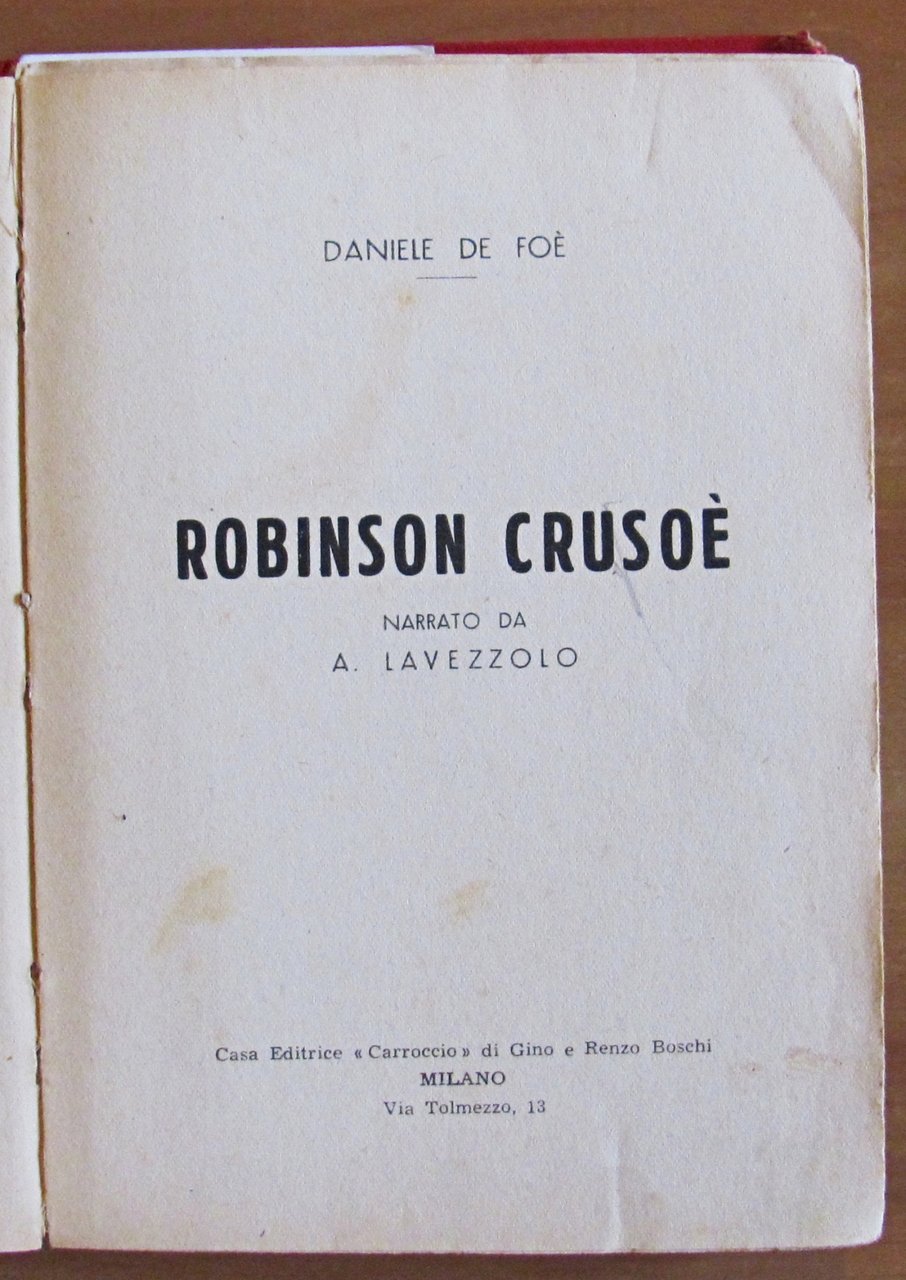 DANIELE DE FOÈ
ROBINSON CRUSOÈ
NARRATO DA
A. LAVEZZOLO
Casa Editrice « Carroccio » di Gino e Renzo Boschi
MILANO
Via Tolmezzo, 13